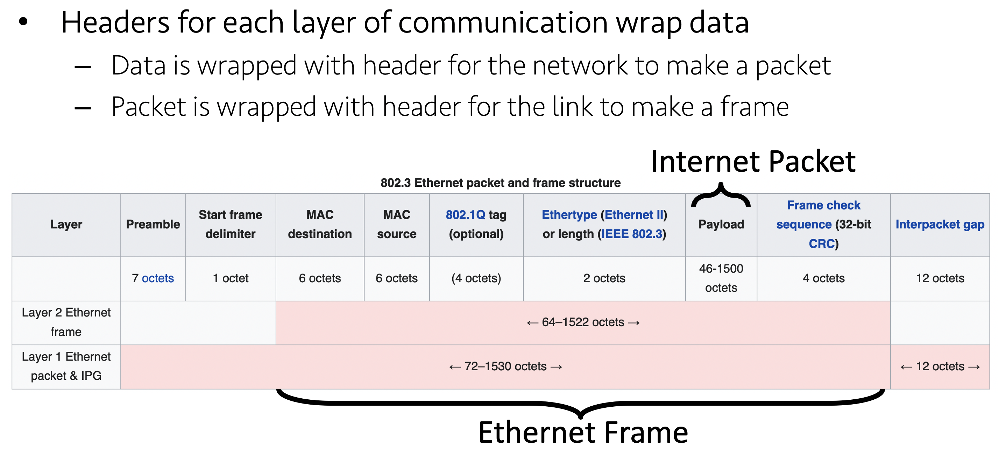 • Headers for each layer of communication wrap data
– Data is wrapped with header for the network to make a packet
– Packet is wrapped with header for the link to make a frame
Internet Packet
802.3 Ethernet packet and frame structure
Layer
Preamble
Start frame
delimiter
MAC
destination
MAC
source
802.1Q tag
(optional)
Ethertype (Ethernet II)
or length (IEEE 802.3)
Payload
Frame check
sequence (32-bit
CRC)
Interpacket gap
7 octets
1 octet
6 octets
6 octets
(4 octets)
2 octets
46-1500
octets
4 octets
12 octets
Layer 2 Ethernet
frame
← 64–1522 octets →
Layer 1 Ethernet
packet & IPG
← 72–1530 octets →
← 12 octets →
Ethernet Frame